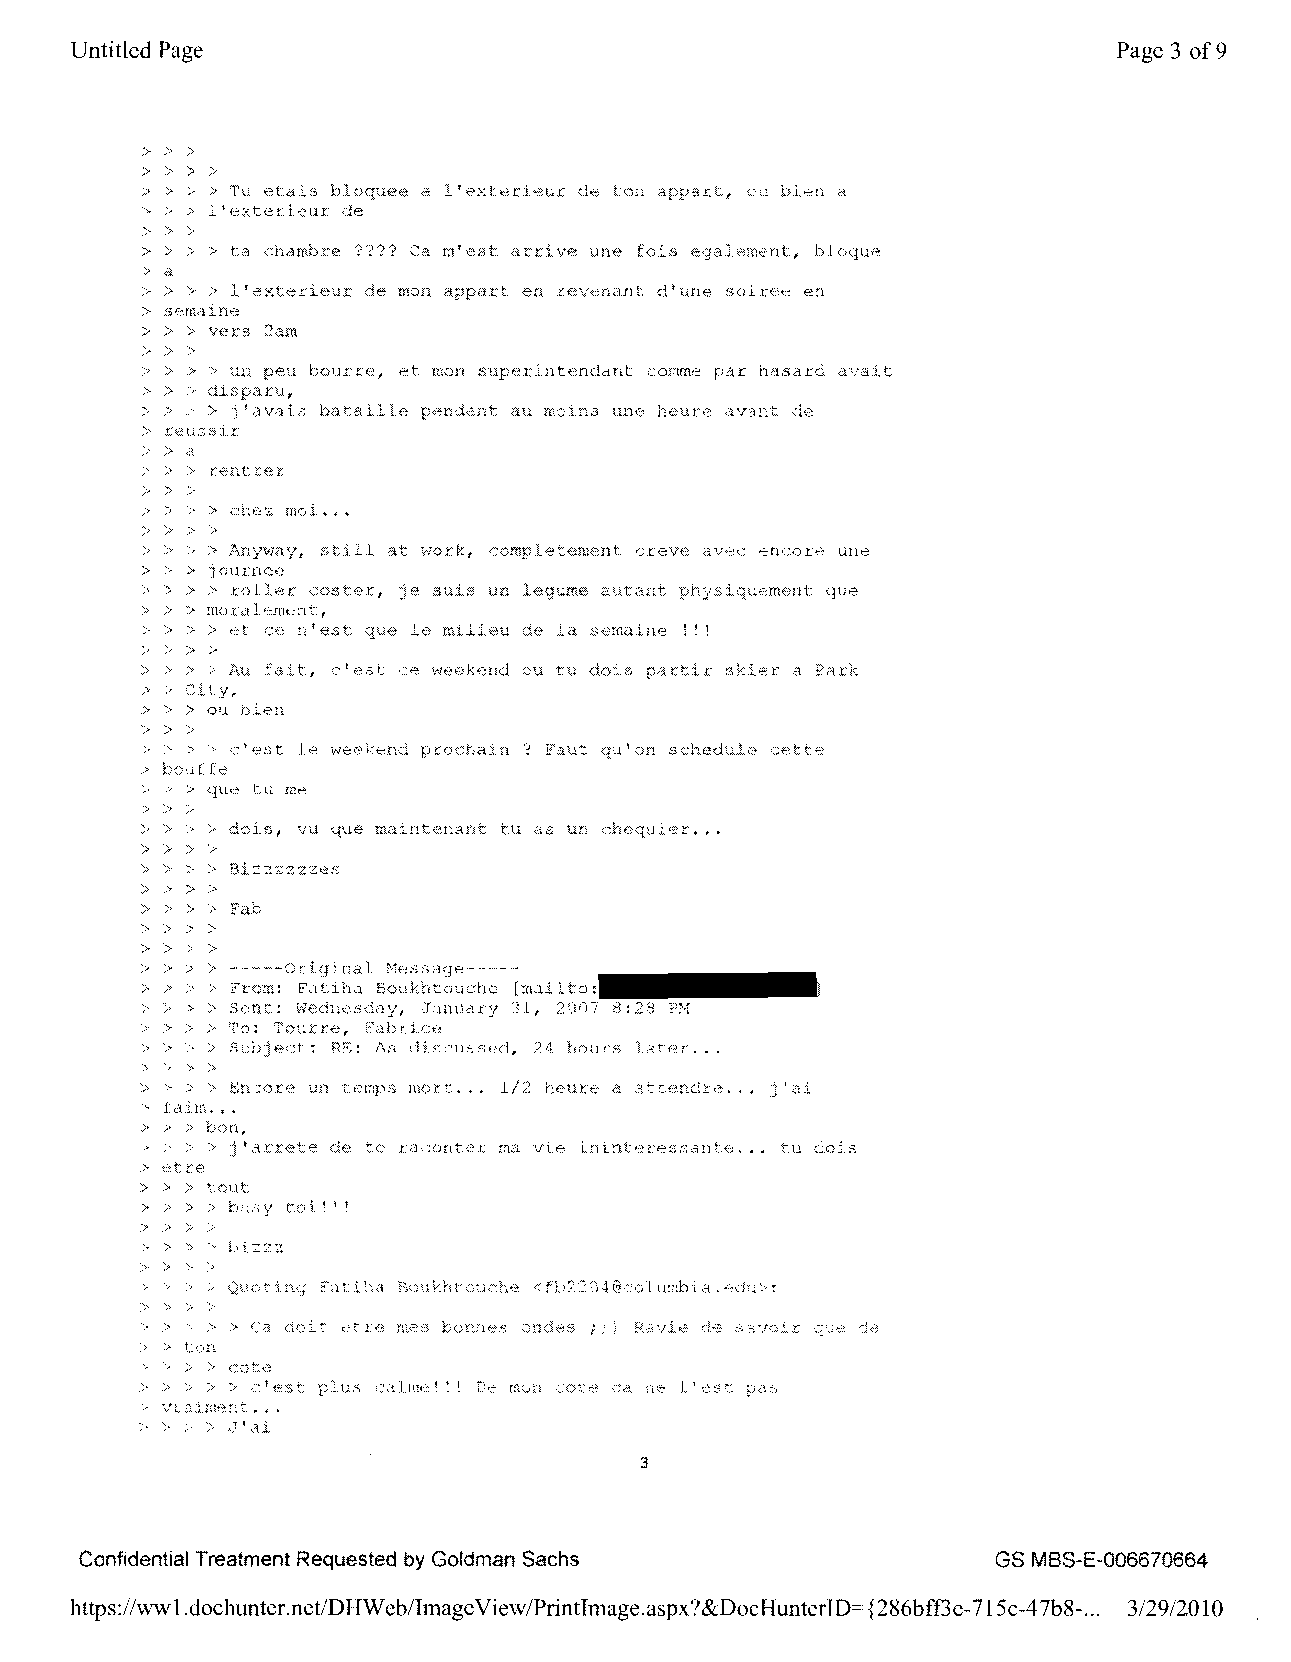 Untitled Page Page 3 of 9
> > >
> > > >
> > > > Tu etais bloquee a l'exterieur de ton appart, ou bien a
> > > l'exterieur de
> > >
> > > > ta chambre ???? Ca m'est arrive une fois egalement, bloque
> a
> > > > l'exterieur de mon appart en revenant d'une soiree en
> semaine
> > > vers 2am
> > >
> > > > un peu bourre, et mon superintendant comme par hasard avait
> > > disparu,
> > > > j'avais bataille pendant au moins une heure avant de
> reussir
> > a
> > > rentrer
> > >
> > > > chez moi...
> > > >
> > > > Anyway, still at work, completement creve avec encore une
> > > journee
> > > > roller coster, je suis un legume autant physiquement que
> > > moralement,
> > > > et ce n'est que le milieu de la semaine !!!
> > > >
> > > > Au fait, c'est ce weekend ou tu dois partir skier a Park
> > City,
> > > ou bien
> > >
> > > > c'est le weekend prochain ? Faut qu'on schedule cette
> bouffe
> > > que tu me
> > >
> > > > dois, vu que maintenant tu as un chequier...
> > > >
> > > > Bizzzzzzes
> > > >
> > > > Fab
> > > >
> > > >
> > > > -----Original Message-----
> > > > From: Fatiha Boukhtouche [mailto:
> > > > Sent: Wednesday, January 31, 2007 8:28 PM
> > > > To: Tourre, Fabrice
> > > > Subject: RE: As discussed, 24 hours later...
> > > >
> > > > Encore un temps mort... 1/2 heure a attendre... j'ai
> faim...
> > > bon,
> > > > j'arrete de te raconter ma vie ininteressante... tu dois
> etre
> > > tout
> > > > busy toi!!!
> > > >
> > > > bizzz
> > > >
> > > > Quoting Fatiha Boukhtouche <fb2204@columbia.edu>:
> > > >
> > > > > Ca doit etre mes bonnes ondes ;;) Ravie de savoir que de
> > ton
> > > > cote
> > > > > c'est plus calme!!! De mon cote ca ne l'est pas
> vraiment...
> > > > J'ai
3
Confidential Treatment Requested by Goldman Sachs GS MBS-E-006670664
https://ww1.dochunter.net/DHWeb/ImageView/PrintImage.aspx?&DocHunterID={286bff3c-715c-47b8-... 3/29/2010